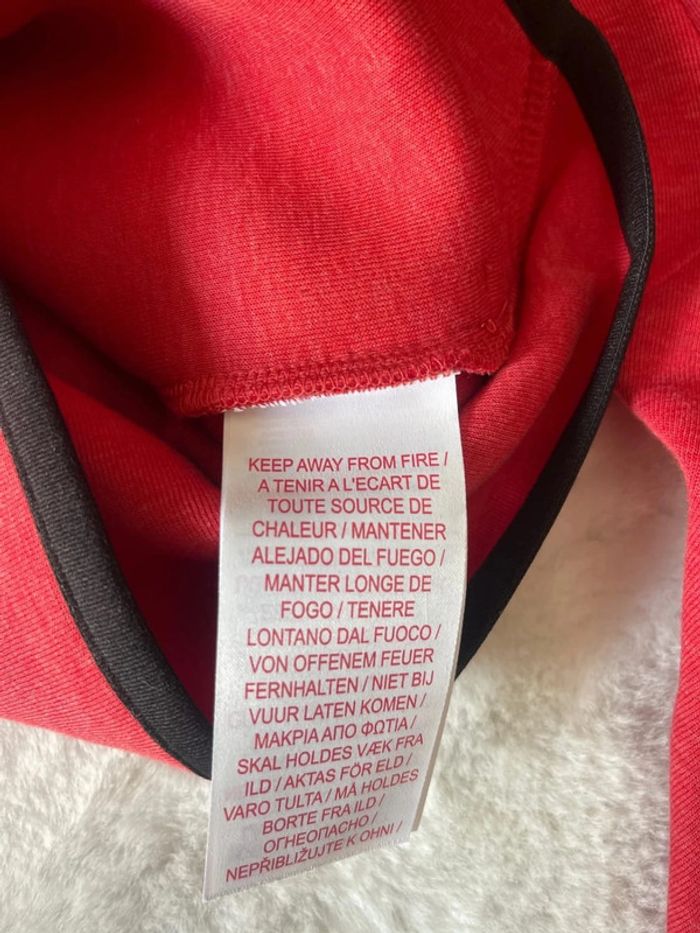 KEEP AWAY FROM FIRE /
A TENIR A L'ECART DE
TOUTE SOURCE DE
CHALEUR / MANTENER
ALEJADO DEL FUEGO /
MANTER LONGE DE
FOGO / TENERE
LONTANO DAL FUOCO /
VON OFFENEM FEUER
FERNHALTEN / NIET BIJ
VUUR LATEN KOMEN /
ΜΑΚΡΙΑ ΑΠΟ ΦΩΤΙΑ /
SKAL HOLDES VÆK FRA
ILD / AKTAS FÖR ELD /
VARO TULTA / MÅ HOLDES
BORTE FRA ILD /
ОГНЕОПАСНО /
NEPŘIBLIŽUJTE K OHNI /